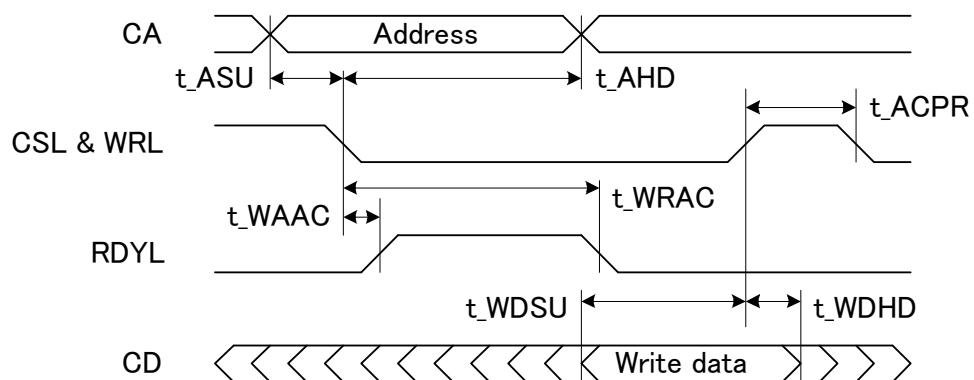 CA
Address
t_ASU
t_AHD
t_ACPR
CSL & WRL
t_WRAC
t_WAAC
RDYL
t_WDSU
t_WDHD
CD
Write data